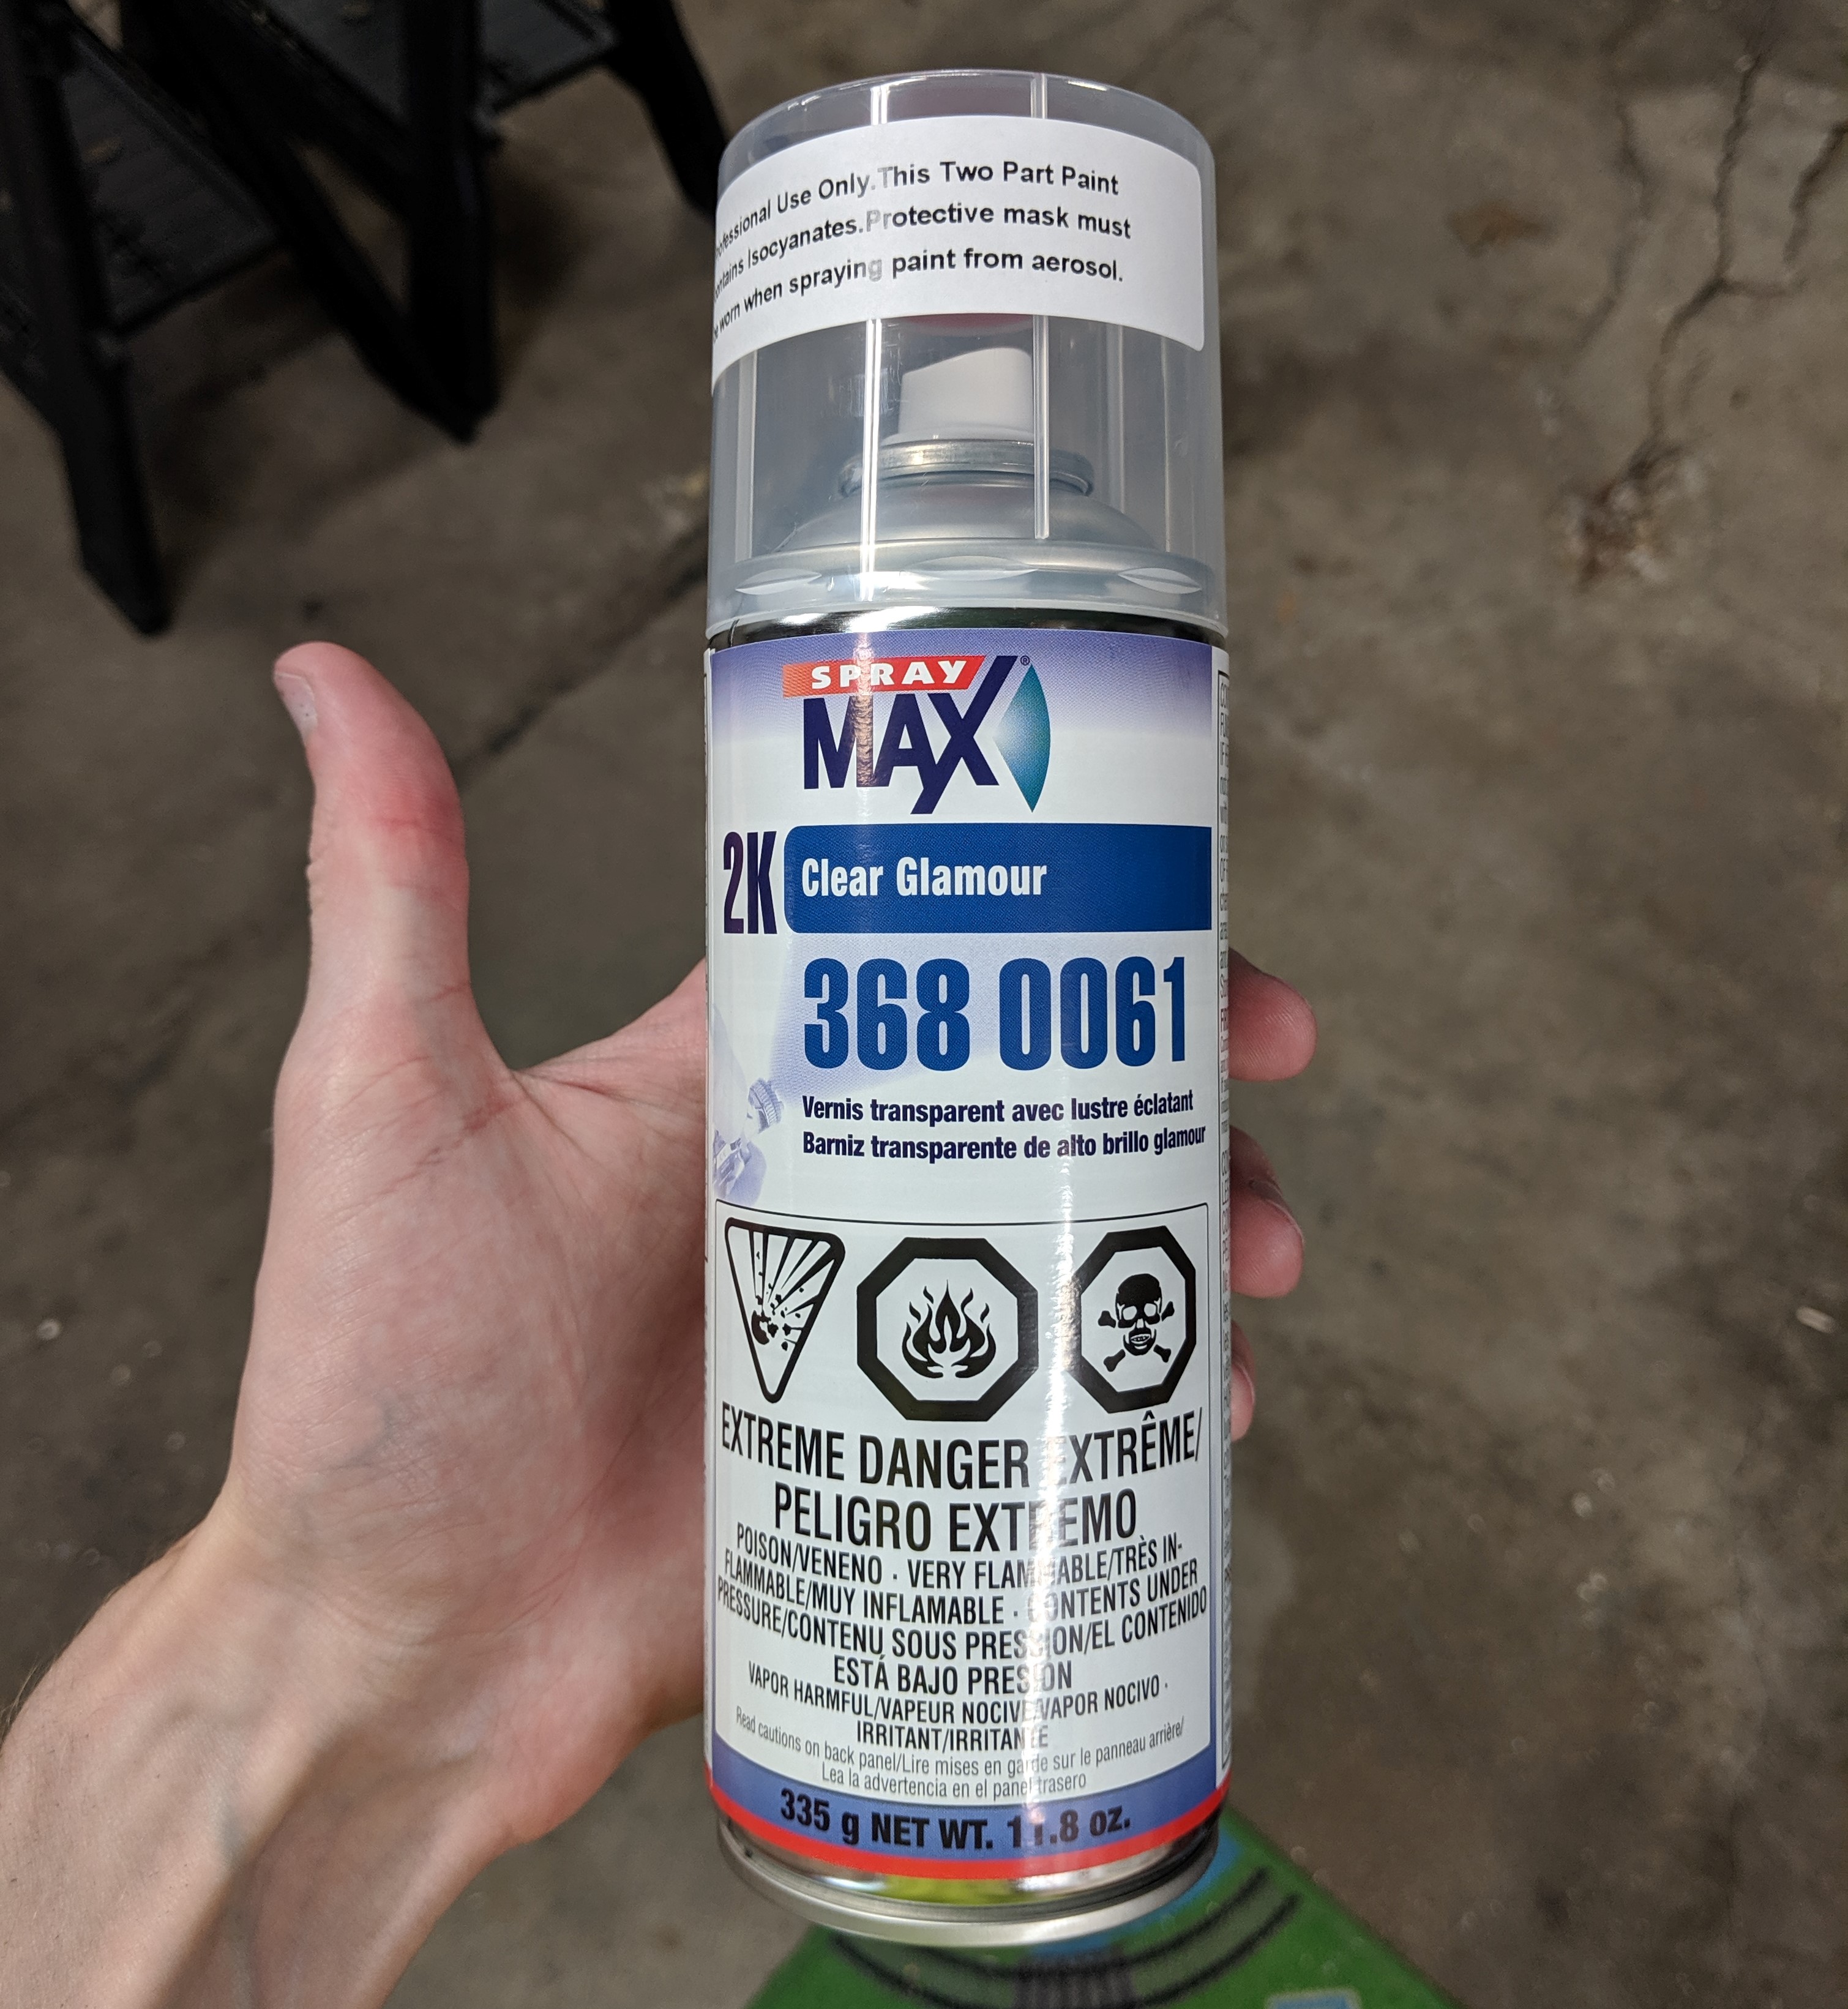 Use Only.This Two Part Paint
Isocyanates.Protective mask must
worn when spraying paint from aerosol.
SPRAY
MAX®
2K Clear Glamour
368 0061
Vernis transparent avec lustre éclatant
Barniz transparente de alto brillo glamour
EXTREME DANGER EXTRÊME/
PELIGRO EXTREMO
POISON/VENENO · VERY FLAMMABLE/TRÈS IN-
FLAMMABLE/MUY INFLAMABLE · CONTENTS UNDER
PRESSURE/CONTENU SOUS PRESSION/EL CONTENIDO
ESTÁ BAJO PRESIÓN
VAPOR HARMFUL/VAPEUR NOCIVE/VAPOR NOCIVO ·
IRRITANT/IRRITANTE
Read cautions on back panel/Lire mises en garde sur le panneau arrière/
Lea la advertencia en el panel trasero
335 g NET WT. 11.8 oz.